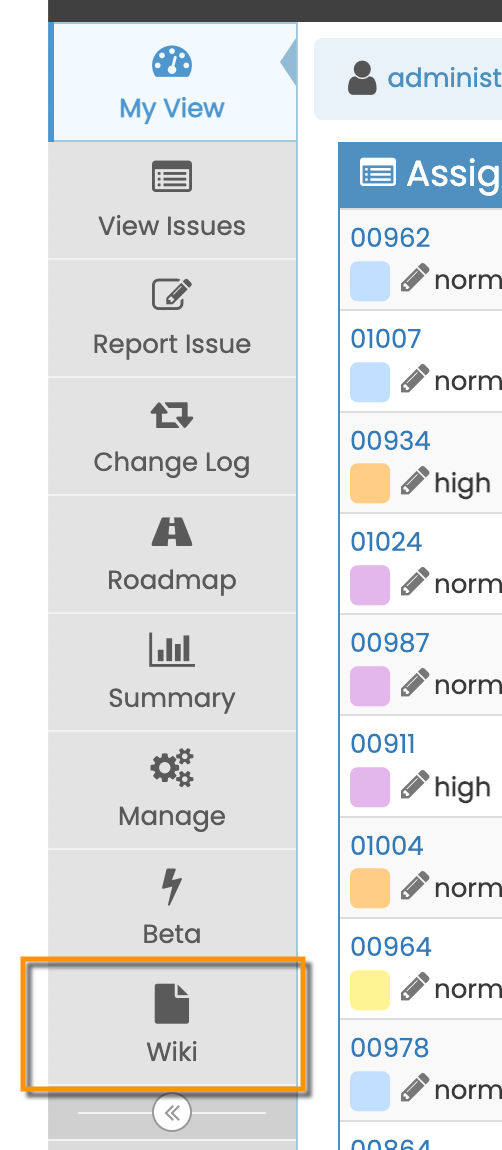 My View
View Issues
Report Issue
Change Log
Roadmap
Summary
Manage
Beta
Wiki
administ
Assig
00962
norm
01007
norm
00934
high
01024
norm
00987
norm
00911
high
01004
norm
00964
norm
00978
norm
00864